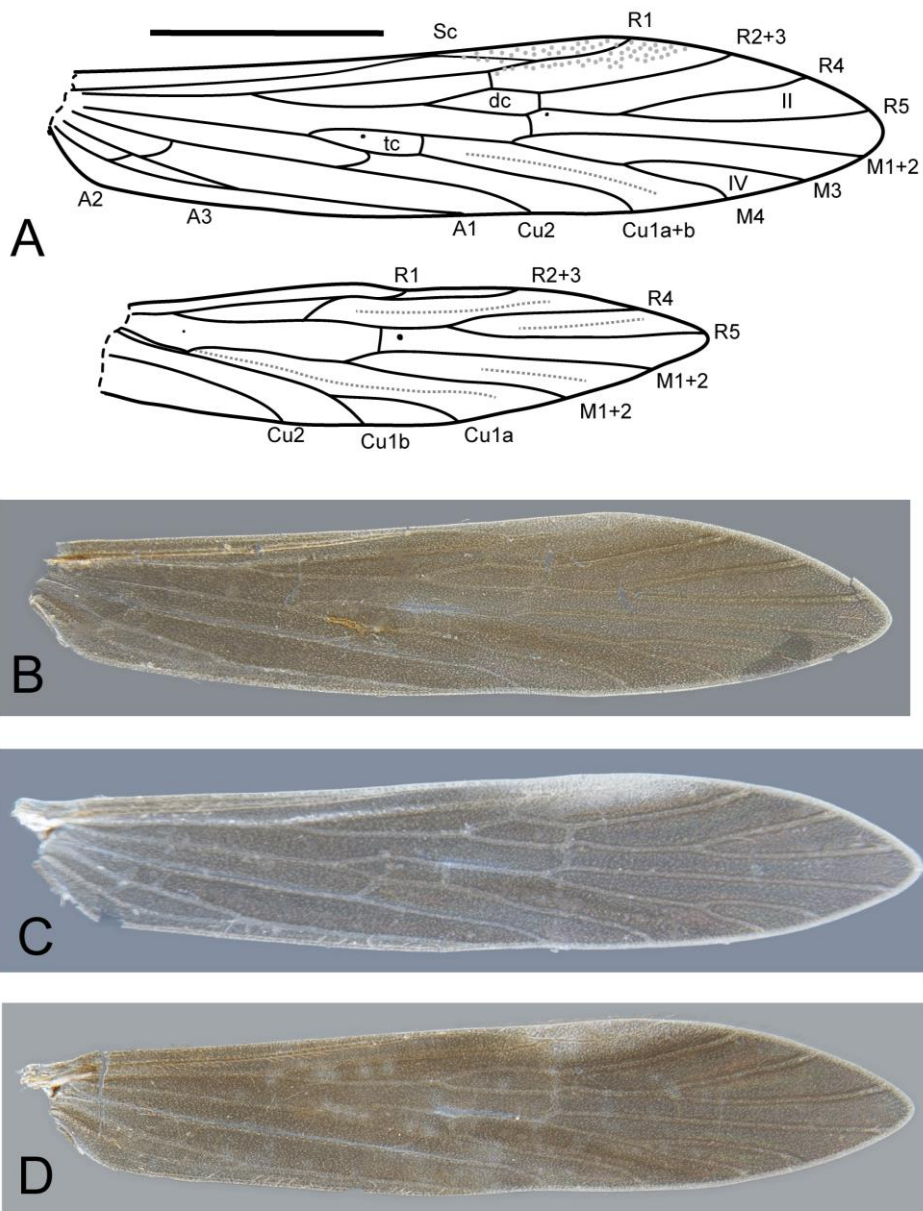 Sc
R1
R2+3
R4
R5
dc
II
tc
IV
M1+2
M3
M4
A2
A3
A1
Cu2
Cu1a+b
A
R1
R2+3
R4
R5
M1+2
M1+2
Cu2
Cu1b
Cu1a
B
C
D